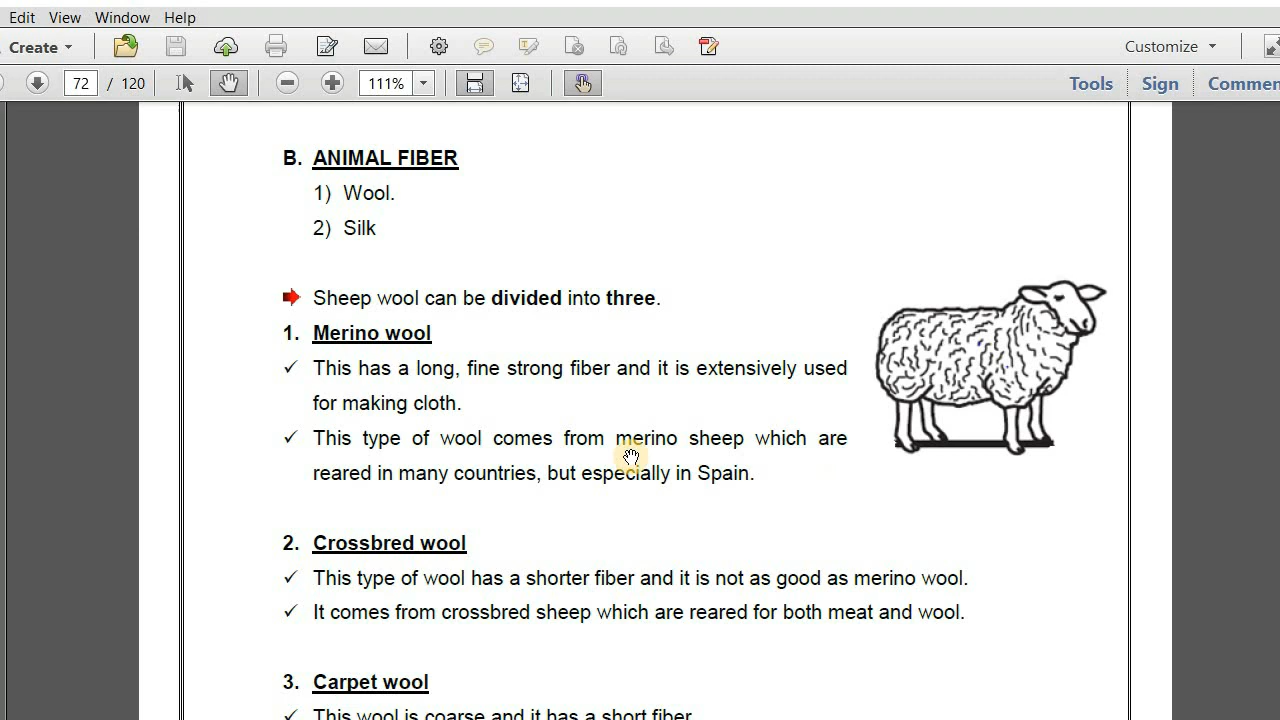 Edit View Window Help
Create Customize
72 / 120 111% Tools Sign Commen
B. ANIMAL FIBER
1) Wool.
2) Silk
Sheep wool can be divided into three.
1. Merino wool
✓ This has a long, fine strong fiber and it is extensively used
for making cloth.
✓ This type of wool comes from merino sheep which are
reared in many countries, but especially in Spain.
2. Crossbred wool
✓ This type of wool has a shorter fiber and it is not as good as merino wool.
✓ It comes from crossbred sheep which are reared for both meat and wool.
3. Carpet wool
✓ This wool is coarse and it has a short fiber